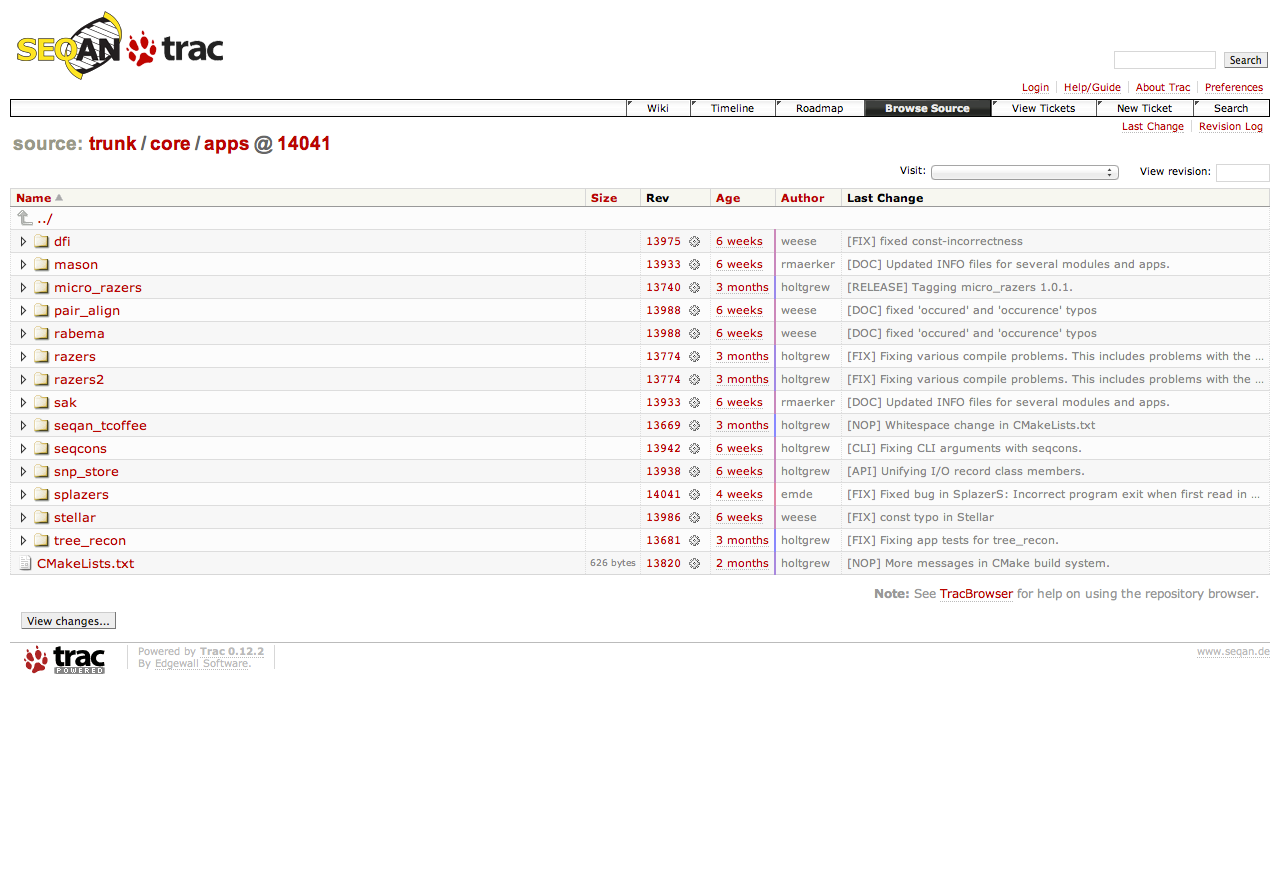 SEQAN trac
Search
Login Help/Guide About Trac Preferences
Wiki Timeline Roadmap Browse Source View Tickets New Ticket Search
Last Change Revision Log
source: trunk / core / apps @ 14041
Visit: View revision:
Name Size Rev Age Author Last Change
../
dfi 13975 6 weeks weese [FIX] fixed const-incorrectness
mason 13933 6 weeks rmaerker [DOC] Updated INFO files for several modules and apps.
micro_razers 13740 3 months holtgrew [RELEASE] Tagging micro_razers 1.0.1.
pair_align 13988 6 weeks weese [DOC] fixed 'occured' and 'occurence' typos
rabema 13988 6 weeks weese [DOC] fixed 'occured' and 'occurence' typos
razers 13774 3 months holtgrew [FIX] Fixing various compile problems. This includes problems with the ...
razers2 13774 3 months holtgrew [FIX] Fixing various compile problems. This includes problems with the ...
sak 13933 6 weeks rmaerker [DOC] Updated INFO files for several modules and apps.
seqan_tcoffee 13669 3 months holtgrew [NOP] Whitespace change in CMakeLists.txt
seqcons 13942 6 weeks holtgrew [CLI] Fixing CLI arguments with seqcons.
snp_store 13938 6 weeks holtgrew [API] Unifying I/O record class members.
splazers 14041 4 weeks emde [FIX] Fixed bug in SplazerS: Incorrect program exit when first read in ...
stellar 13986 6 weeks weese [FIX] const typo in Stellar
tree_recon 13681 3 months holtgrew [FIX] Fixing app tests for tree_recon.
CMakeLists.txt 626 bytes 13820 2 months holtgrew [NOP] More messages in CMake build system.
Note: See TracBrowser for help on using the repository browser.
View changes...
trac POWERED
Powered by Trac 0.12.2
By Edgewall Software.
www.seqan.de